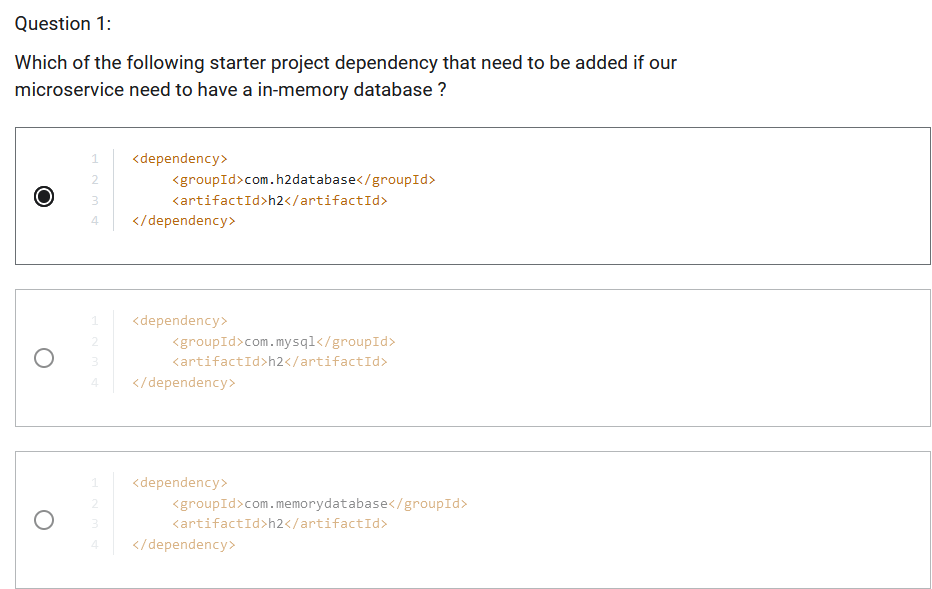 Question 1:
Which of the following starter project dependency that need to be added if our
microservice need to have a in-memory database ?
1 <dependency>
2 <groupId>com.h2database</groupId>
3 <artifactId>h2</artifactId>
4 </dependency>
1 <dependency>
2 <groupId>com.mysql</groupId>
3 <artifactId>h2</artifactId>
4 </dependency>
1 <dependency>
2 <groupId>com.memorydatabase</groupId>
3 <artifactId>h2</artifactId>
4 </dependency>